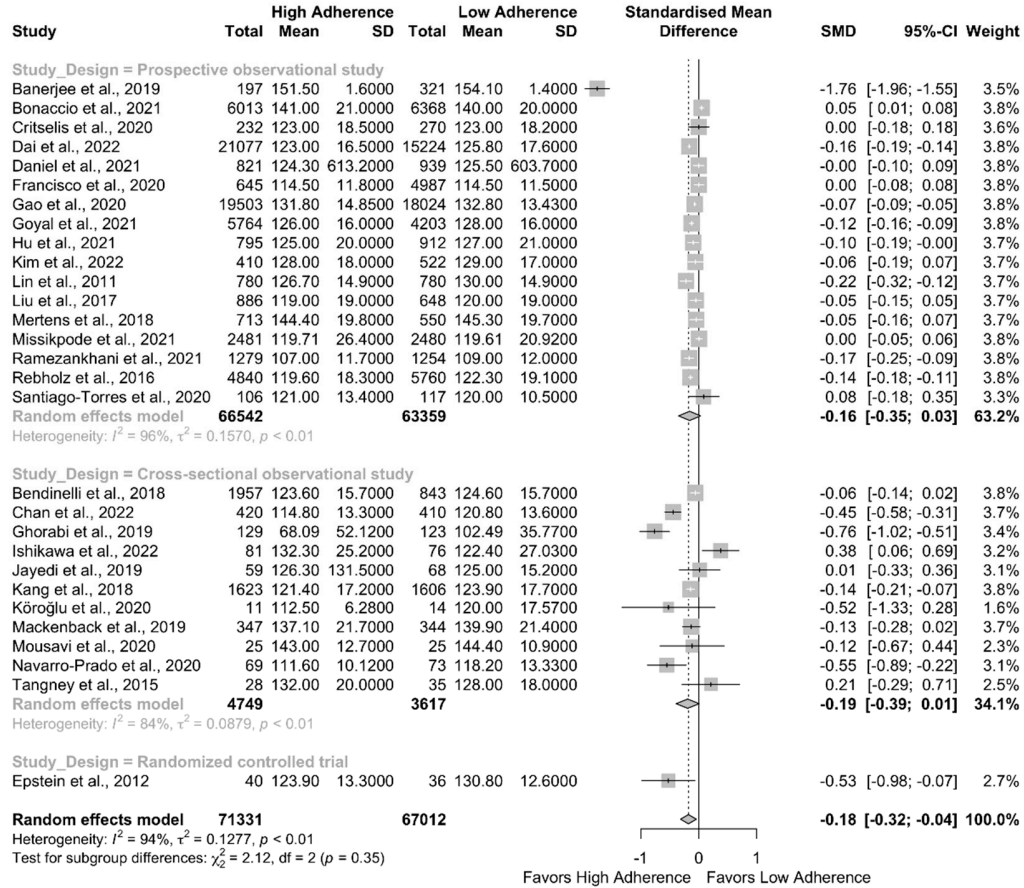 High Adherence Low Adherence Standardised Mean
Study Total Mean SD Total Mean SD Difference SMD 95%-CI Weight
Study_Design = Prospective observational study
Banerjee et al., 2019 197 151.50 1.6000 321 154.10 1.4000 -1.76 [-1.96; -1.55] 3.5%
Bonaccio et al., 2021 6013 141.00 21.0000 6368 140.00 20.0000 0.05 [ 0.01; 0.08] 3.8%
Critselis et al., 2020 232 123.00 18.5000 270 123.00 18.2000 0.00 [-0.18; 0.18] 3.6%
Dai et al., 2022 21077 123.00 16.5000 15224 125.80 17.6000 -0.16 [-0.19; -0.14] 3.8%
Daniel et al., 2021 821 124.30 613.2000 939 125.50 603.7000 -0.00 [-0.10; 0.09] 3.8%
Francisco et al., 2020 645 114.50 11.8000 4987 114.50 11.5000 0.00 [-0.08; 0.08] 3.8%
Gao et al., 2020 19503 131.80 14.8500 18024 132.80 13.4300 -0.07 [-0.09; -0.05] 3.8%
Goyal et al., 2021 5764 126.00 16.0000 4203 128.00 16.0000 -0.12 [-0.16; -0.09] 3.8%
Hu et al., 2021 795 125.00 20.0000 912 127.00 21.0000 -0.10 [-0.19; -0.00] 3.7%
Kim et al., 2022 410 128.00 18.0000 522 129.00 17.0000 -0.06 [-0.19; 0.07] 3.7%
Lin et al., 2011 780 126.70 14.9000 780 130.00 14.9000 -0.22 [-0.32; -0.12] 3.7%
Liu et al., 2017 886 119.00 19.0000 648 120.00 19.0000 -0.05 [-0.15; 0.05] 3.7%
Mertens et al., 2018 713 144.40 19.8000 550 145.30 19.7000 -0.05 [-0.16; 0.07] 3.7%
Missikpode et al., 2021 2481 119.71 26.4000 2480 119.61 20.9200 0.00 [-0.05; 0.06] 3.8%
Ramezankhani et al., 2021 1279 107.00 11.7000 1254 109.00 12.0000 -0.17 [-0.25; -0.09] 3.8%
Rebholz et al., 2016 4840 119.60 18.3000 5760 122.30 19.1000 -0.14 [-0.18; -0.11] 3.8%
Santiago-Torres et al., 2020 106 121.00 13.4000 117 120.00 10.5000 0.08 [-0.18; 0.35] 3.3%
Random effects model 66542 63359 -0.16 [-0.35; 0.03] 63.2%
Heterogeneity: I² = 96%, τ² = 0.1570, p < 0.01
Study_Design = Cross-sectional observational study
Bendinelli et al., 2018 1957 123.60 15.7000 843 124.60 15.7000 -0.06 [-0.14; 0.02] 3.8%
Chan et al., 2022 420 114.80 13.3000 410 120.80 13.6000 -0.45 [-0.58; -0.31] 3.7%
Ghorabi et al., 2019 129 68.09 52.1200 123 102.49 35.7700 -0.76 [-1.02; -0.51] 3.4%
Ishikawa et al., 2022 81 132.30 25.2000 76 122.40 27.0300 0.38 [ 0.06; 0.69] 3.2%
Jayedi et al., 2019 59 126.30 131.5000 68 125.00 15.2000 0.01 [-0.33; 0.36] 3.1%
Kang et al., 2018 1623 121.40 17.2000 1606 123.90 17.7000 -0.14 [-0.21; -0.07] 3.8%
Köroğlu et al., 2020 11 112.50 6.2800 14 120.00 17.5700 -0.52 [-1.33; 0.28] 1.6%
Mackenback et al., 2019 347 137.10 21.7000 344 139.90 21.4000 -0.13 [-0.28; 0.02] 3.7%
Mousavi et al., 2020 25 143.00 12.7000 25 144.40 10.9000 -0.12 [-0.67; 0.44] 2.3%
Navarro-Prado et al., 2020 69 111.60 10.1200 73 118.20 13.3300 -0.55 [-0.89; -0.22] 3.1%
Tangney et al., 2015 28 132.00 20.0000 35 128.00 18.0000 0.21 [-0.29; 0.71] 2.5%
Random effects model 4749 3617 -0.19 [-0.39; 0.01] 34.1%
Heterogeneity: I² = 84%, τ² = 0.0879, p < 0.01
Study_Design = Randomized controlled trial
Epstein et al., 2012 40 123.90 13.3000 36 130.80 12.6000 -0.53 [-0.98; -0.07] 2.7%
Random effects model 71331 67012 -0.18 [-0.32; -0.04] 100.0%
Heterogeneity: I² = 94%, τ² = 0.1277, p < 0.01
Test for subgroup differences: χ²₂ = 2.12, df = 2 (p = 0.35)
-1 0 1
Favors High Adherence Favors Low Adherence